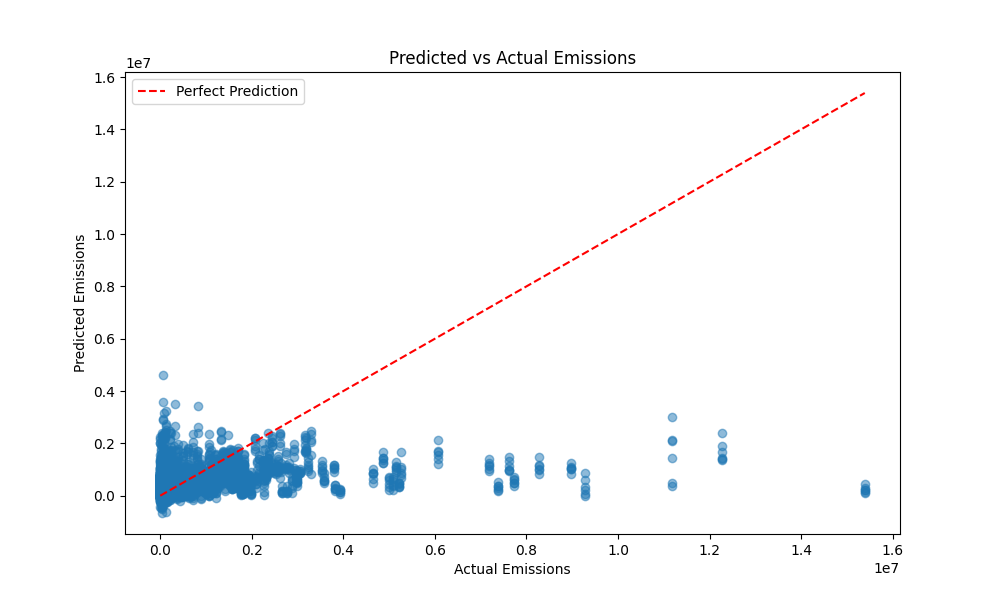 Predicted vs Actual Emissions
1e7
1.6
1.4
1.2
1.0
0.8
0.6
0.4
0.2
0.0
Predicted Emissions
Perfect Prediction
0.0 0.2 0.4 0.6 0.8 1.0 1.2 1.4 1.6
Actual Emissions
1e7